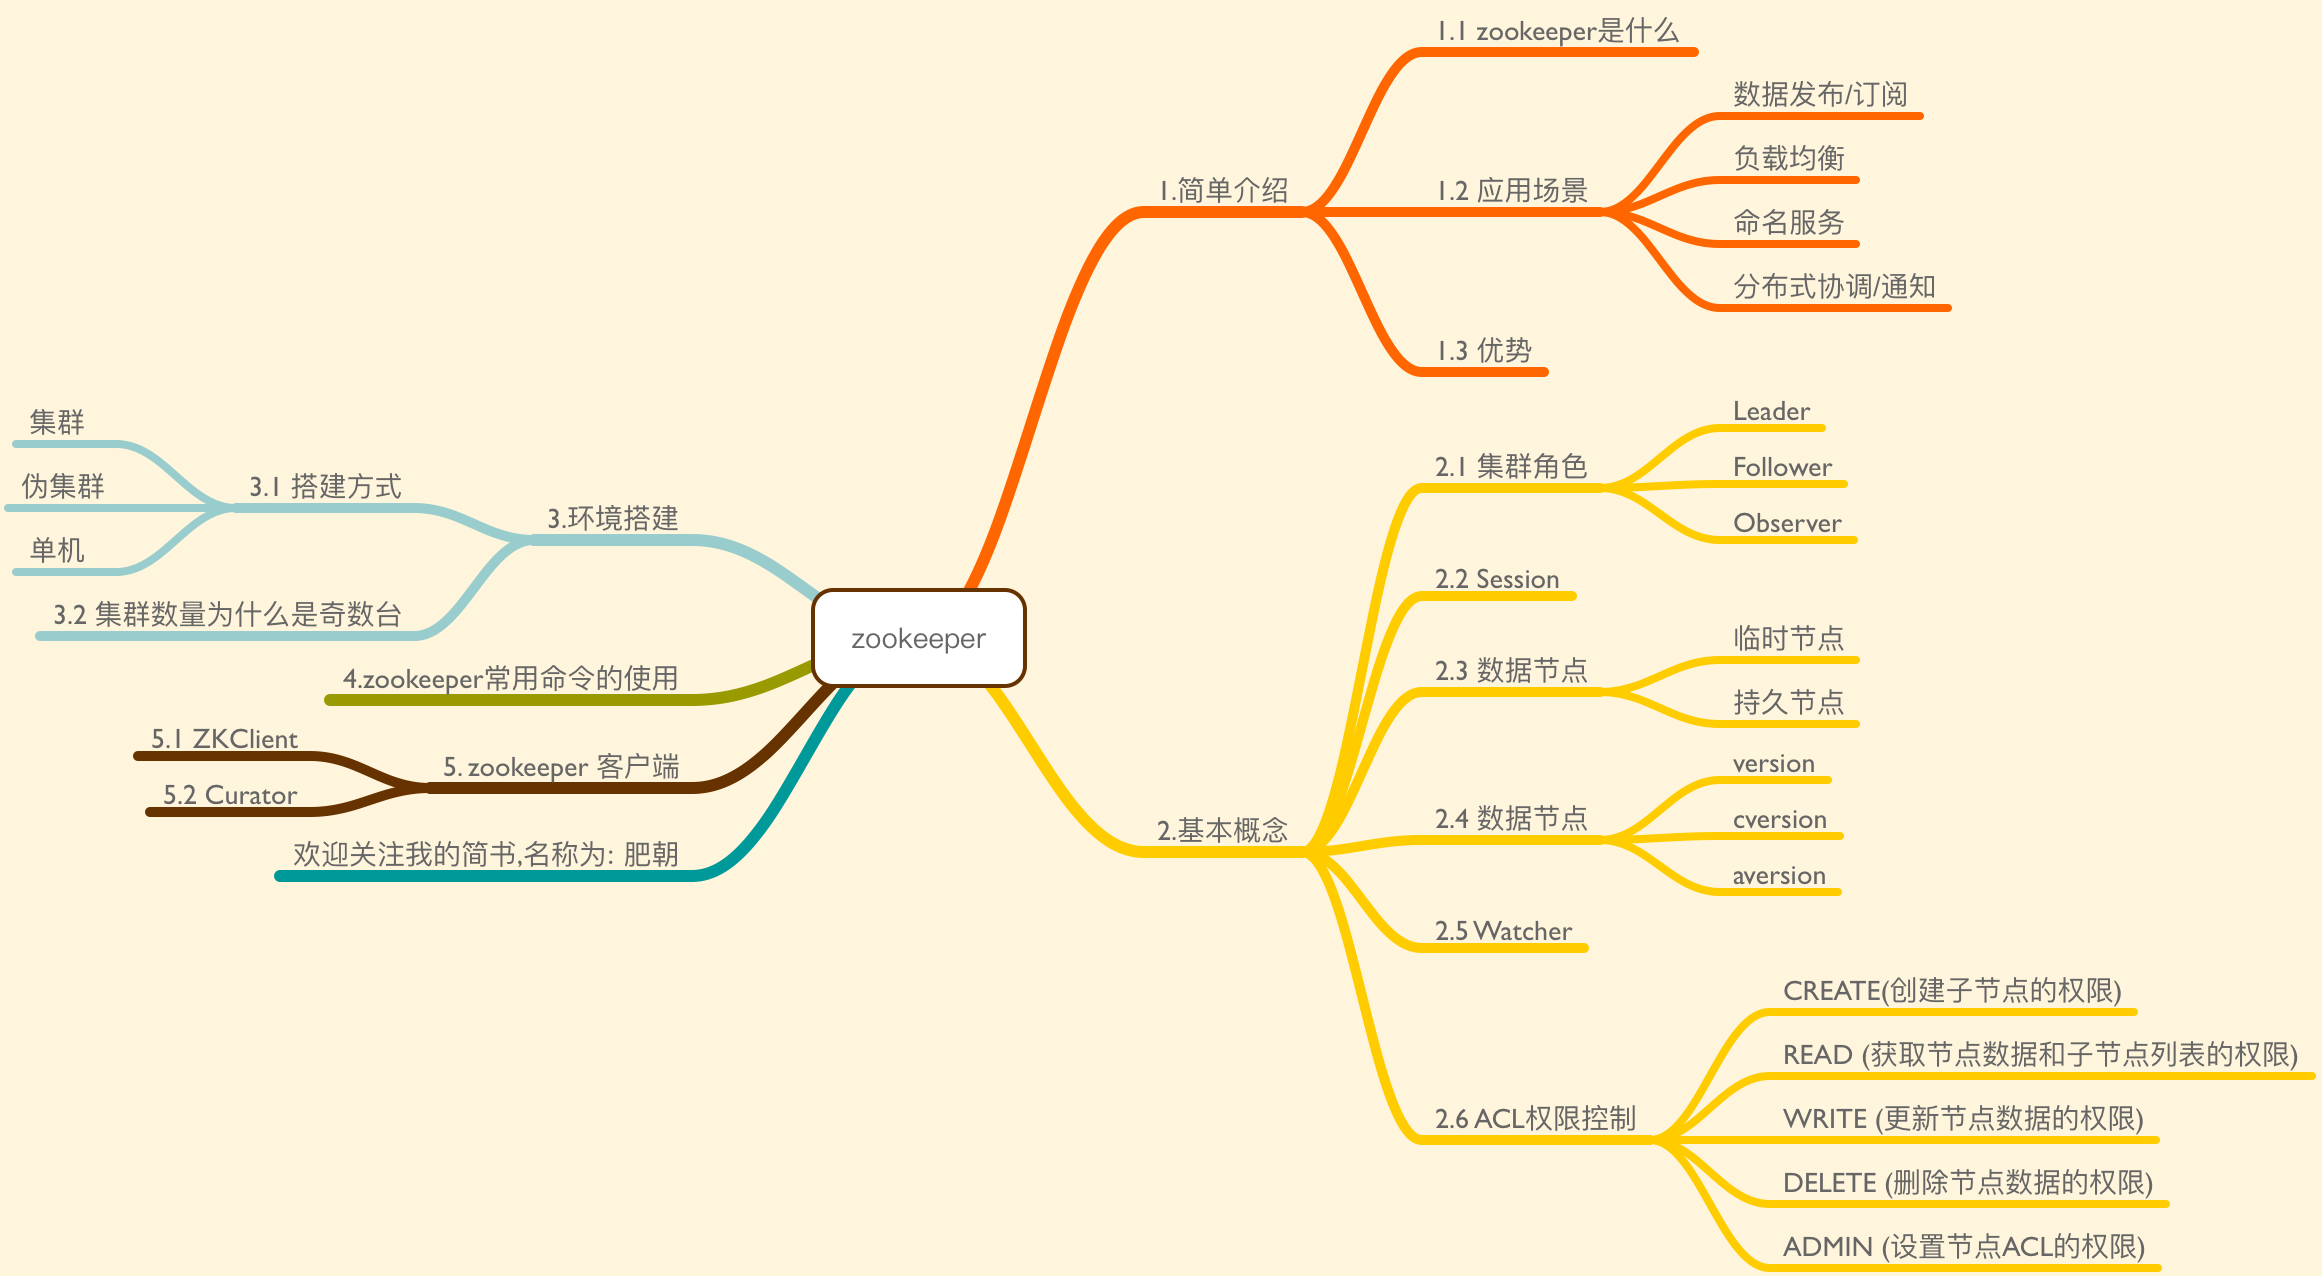 zookeeper
1.简单介绍
1.1 zookeeper是什么
1.2 应用场景
数据发布/订阅
负载均衡
命名服务
分布式协调/通知
1.3 优势
2.基本概念
2.1 集群角色
Leader
Follower
Observer
2.2 Session
2.3 数据节点
临时节点
持久节点
2.4 数据节点
version
cversion
aversion
2.5 Watcher
2.6 ACL权限控制
CREATE(创建子节点的权限)
READ (获取节点数据和子节点列表的权限)
WRITE (更新节点数据的权限)
DELETE (删除节点数据的权限)
ADMIN (设置节点ACL的权限)
3.环境搭建
3.1 搭建方式
集群
伪集群
单机
3.2 集群数量为什么是奇数台
4.zookeeper常用命令的使用
5. zookeeper 客户端
5.1 ZKClient
5.2 Curator
欢迎关注我的简书,名称为: 肥朝